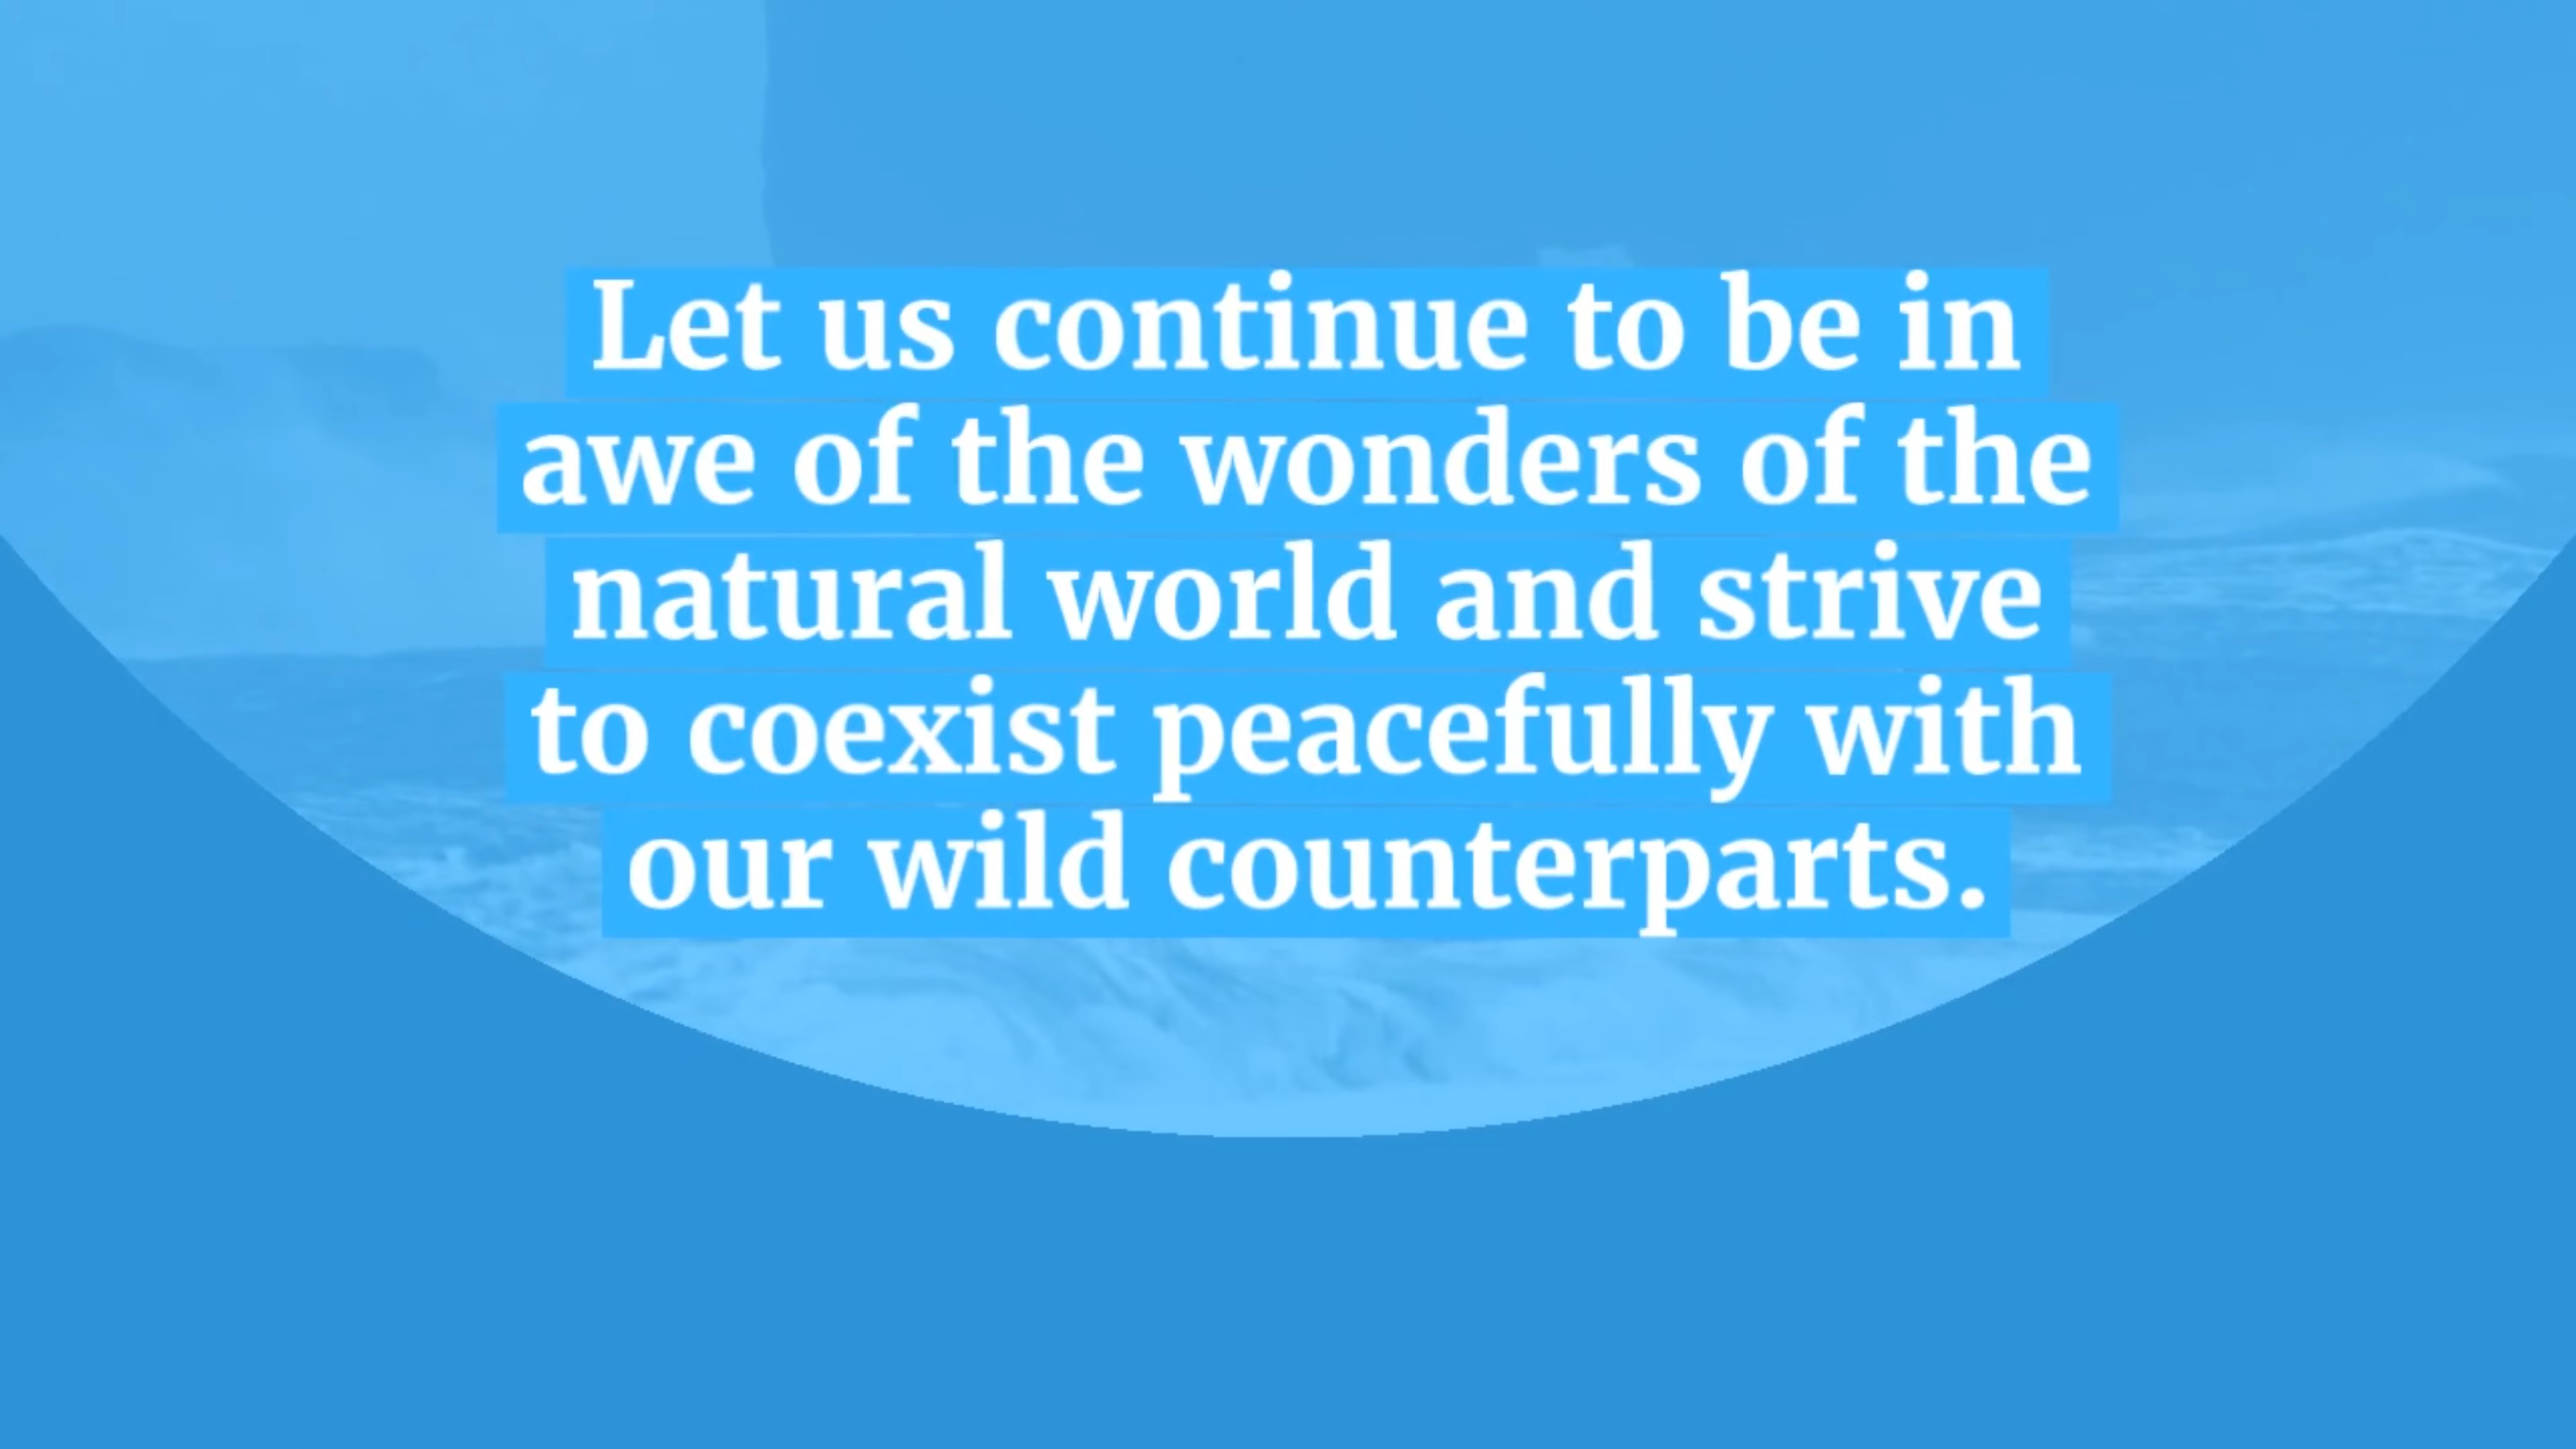 Let us continue to be in
awe of the wonders of the
natural world and strive
to coexist peacefully with
our wild counterparts.